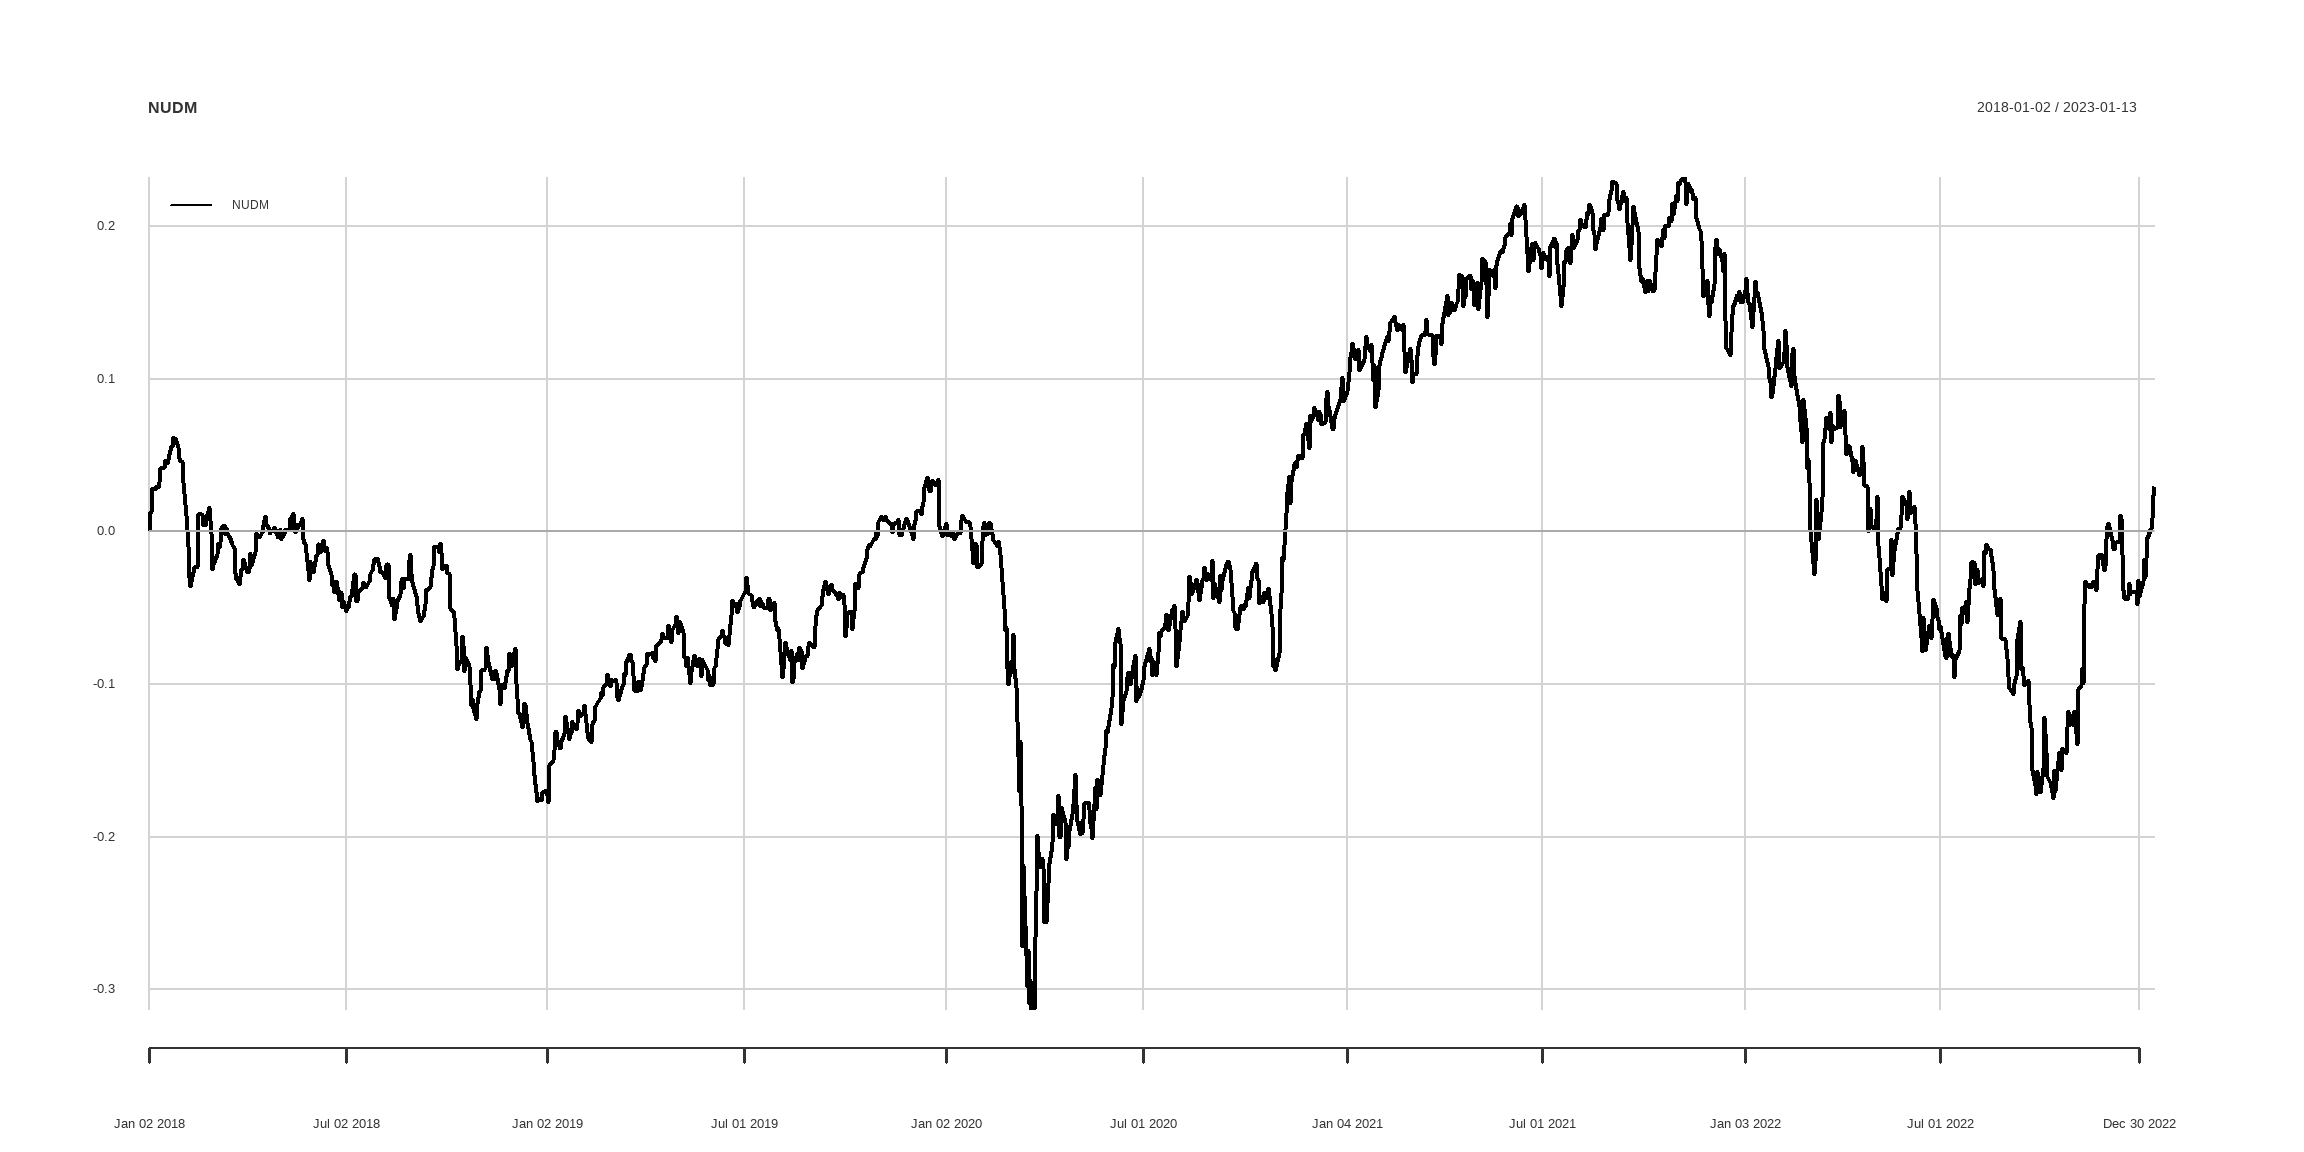 NUDM
2018-01-02 / 2023-01-13
NUDM
0.2
0.1
0.0
-0.1
-0.2
-0.3
Jan 02 2018
Jul 02 2018
Jan 02 2019
Jul 01 2019
Jan 02 2020
Jul 01 2020
Jan 04 2021
Jul 01 2021
Jan 03 2022
Jul 01 2022
Dec 30 2022